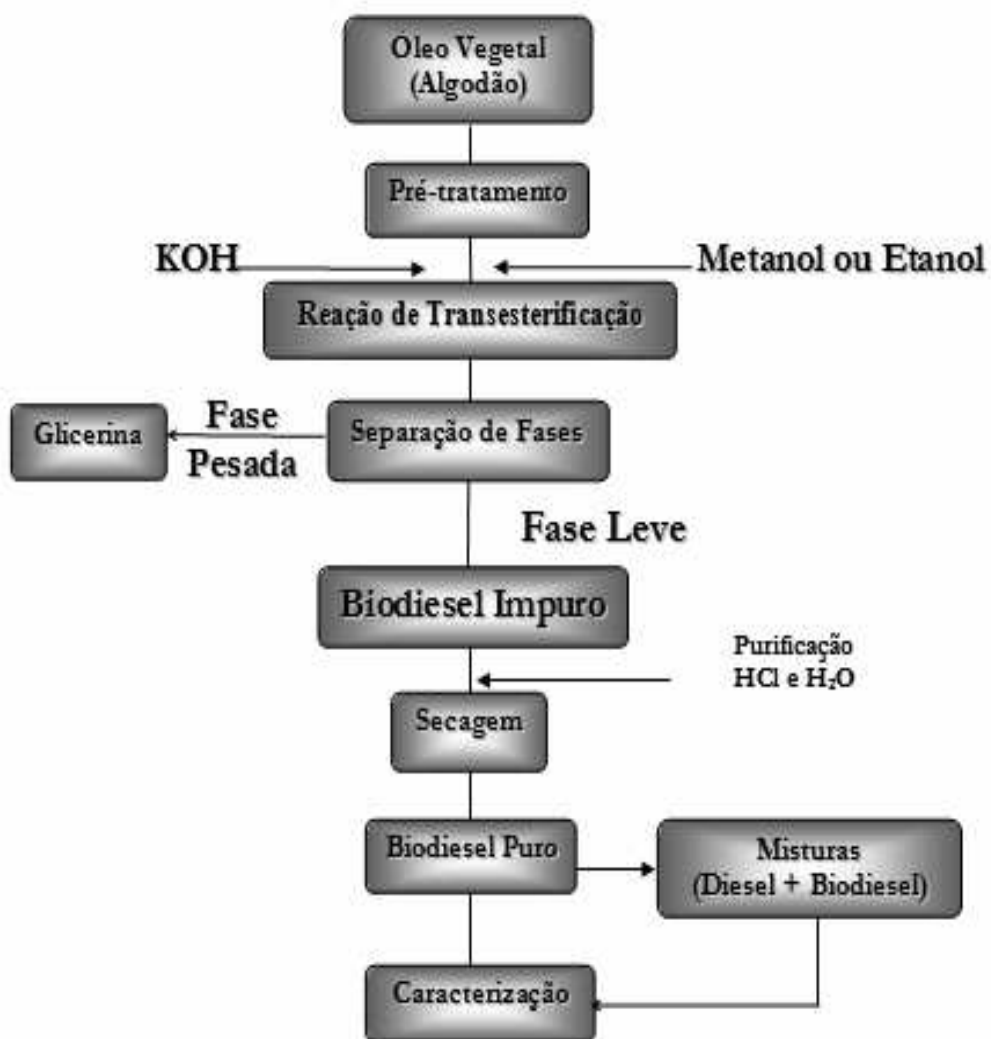 Oleo Vegetal
(Algodão)
Pré-tratamento
KOH
Metanol ou Etanol
Reação de Transesterificação
Glicerina
Fase
Pesada
Separação de Fases
Fase Leve
Biodiesel Impuro
Purificação
HCl e H₂O
Secagem
Biodiesel Puro
Misturas
(Diesel + Biodiesel)
Caracterização